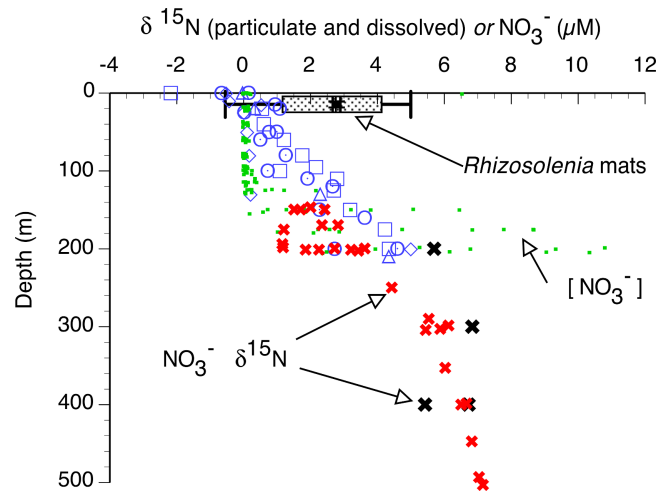 δ ¹⁵N (particulate and dissolved) or NO₃⁻ (µM)
-4 -2 0 2 4 6 8 10 12
0
Rhizosolenia mats
100
Depth (m)
200
[ NO₃⁻ ]
300
NO₃⁻ δ¹⁵N
400
500